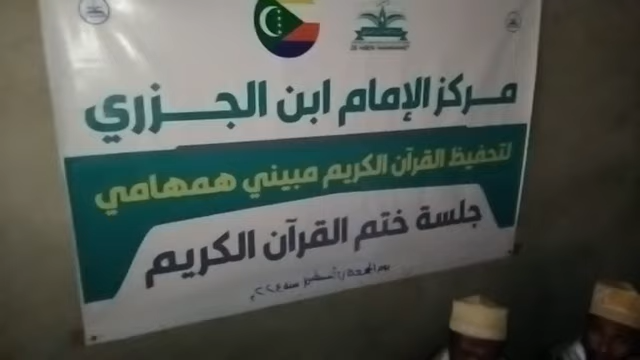 مركز الإمام ابن الجزري
لتحفيظ القرآن الكريم مبيني همهامي
جلسة ختم القرآن الكريم